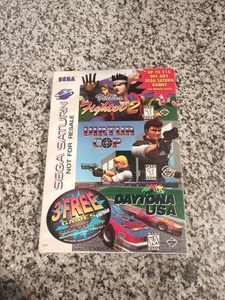 SEGA
SEGA SATURN
NOT FOR RESALE
Virtua
Fighter 2
UP TO $15
OFF ANY
SEGA SATURN
GAMES
VIRTUA
COP
3 FREE
GAMES
DAYTONA
USA